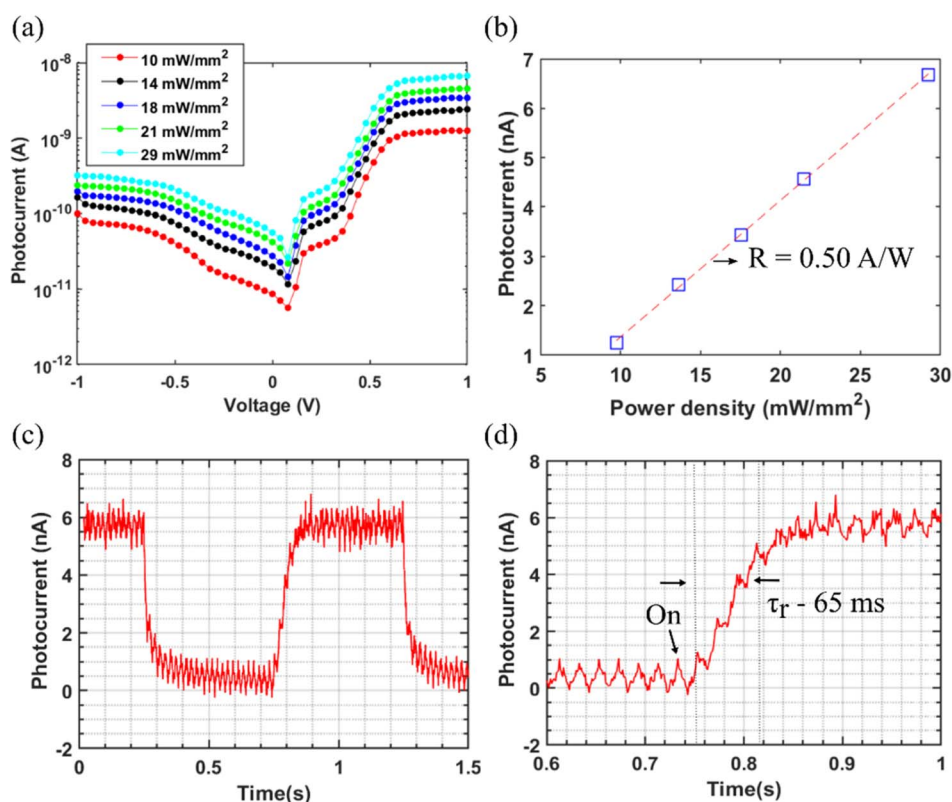 (a)
10 mW/mm²
14 mW/mm²
18 mW/mm²
21 mW/mm²
29 mW/mm²
Photocurrent (A)
10⁻⁸
10⁻⁹
10⁻¹⁰
10⁻¹¹
10⁻¹²
-1 -0.5 0 0.5 1
Voltage (V)
(b)
Photocurrent (nA)
7
6
5
4
3
2
1
R = 0.50 A/W
5 10 15 20 25 30
Power density (mW/mm²)
(c)
Photocurrent (nA)
8
6
4
2
0
-2
0 0.5 1 1.5
Time(s)
(d)
Photocurrent (nA)
8
6
4
2
0
-2
On
τr - 65 ms
0.6 0.7 0.8 0.9 1
Time(s)